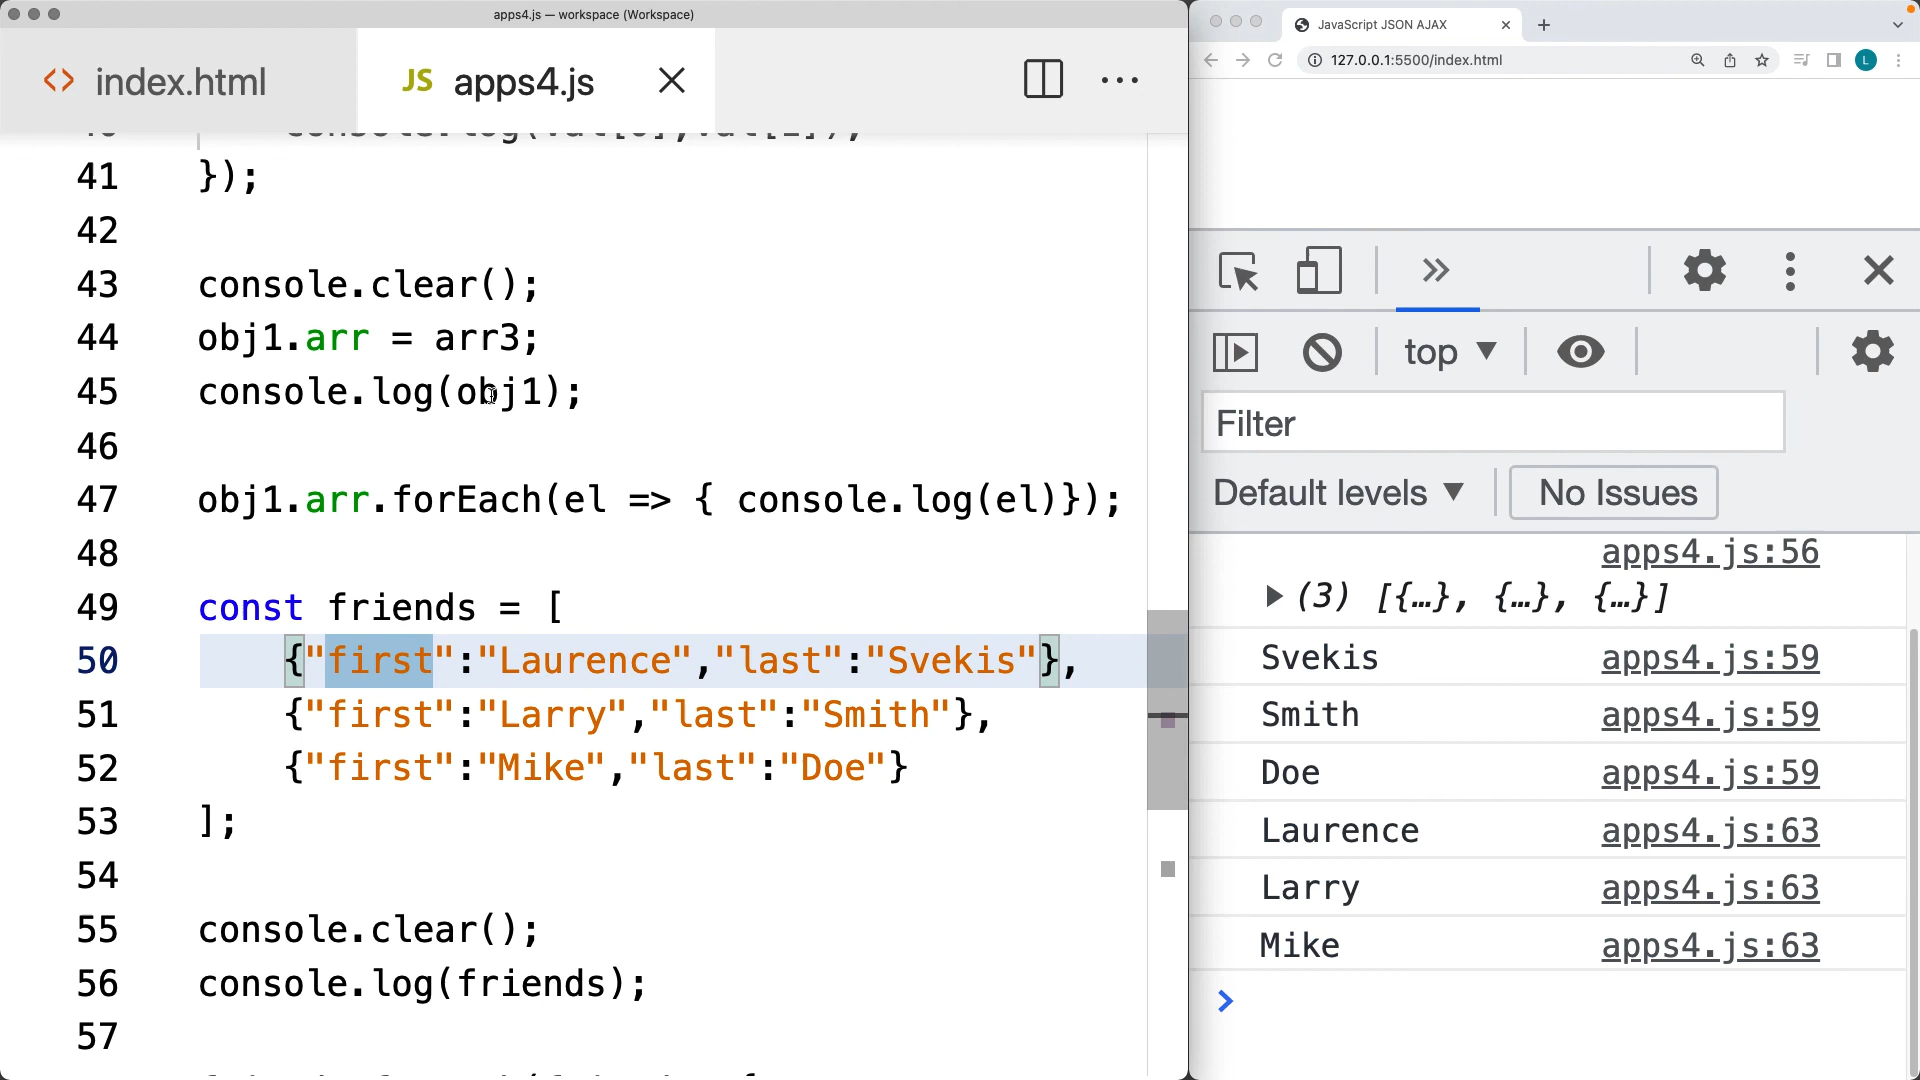 apps4.js — workspace (Workspace)
index.html
JS apps4.js
41 });
42
43 console.clear();
44 obj1.arr = arr3;
45 console.log(obj1);
46
47 obj1.arr.forEach(el => { console.log(el)});
48
49 const friends = [
50 {"first":"Laurence","last":"Svekis"},
51 {"first":"Larry","last":"Smith"},
52 {"first":"Mike","last":"Doe"}
53 ];
54
55 console.clear();
56 console.log(friends);
57
JavaScript JSON AJAX
127.0.0.1:5500/index.html
L
top
Filter
Default levels
No Issues
apps4.js:56
(3) [{…}, {…}, {…}]
Svekis apps4.js:59
Smith apps4.js:59
Doe apps4.js:59
Laurence apps4.js:63
Larry apps4.js:63
Mike apps4.js:63